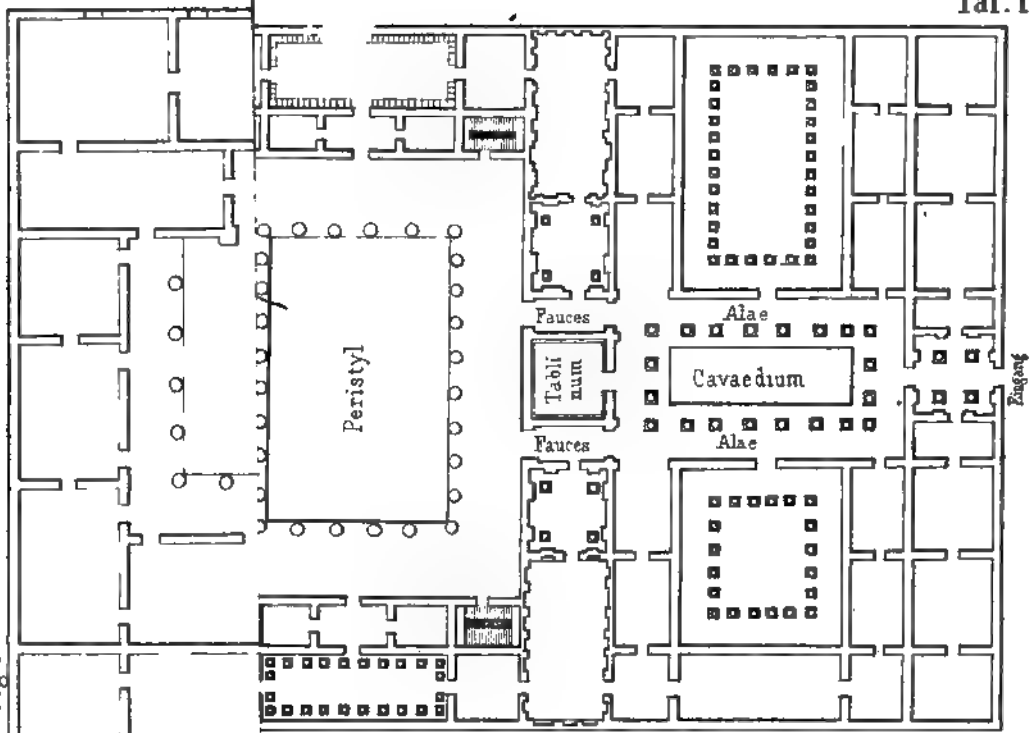 Taf. I
Fauces
Alae
Peristyl
Tabli
num
Cavaedium
Eingang
Fauces
Alae